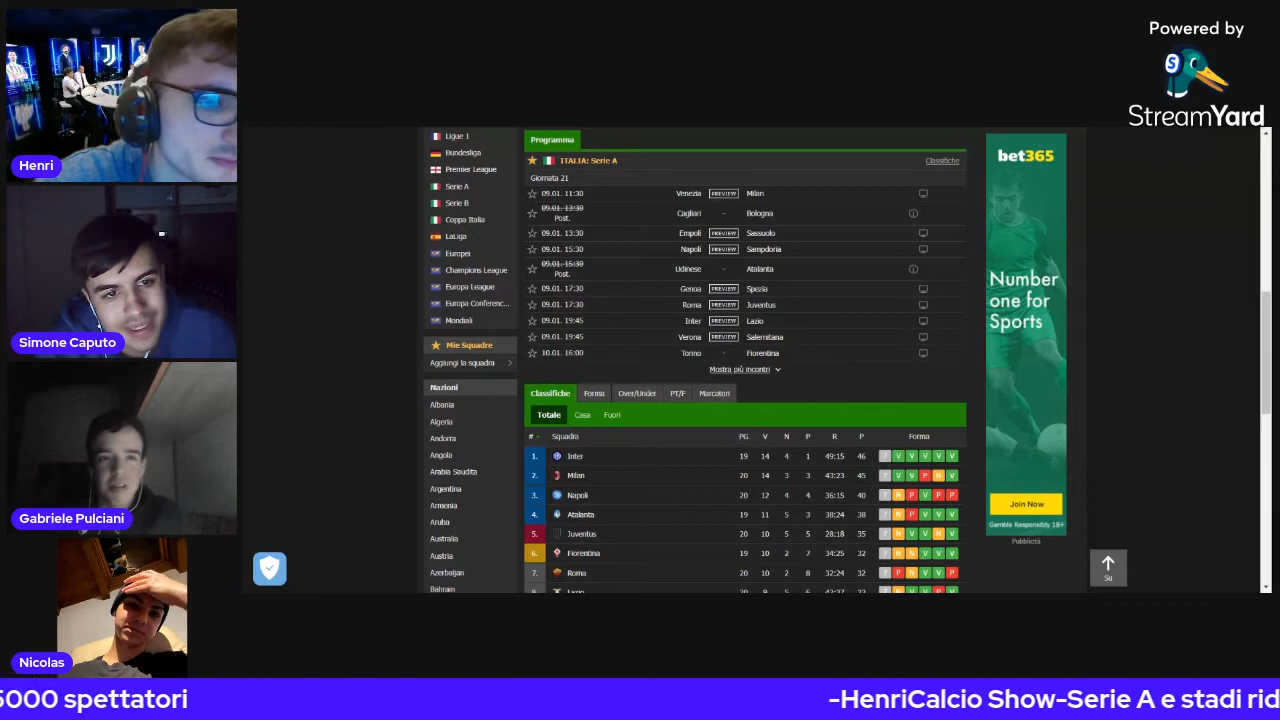 Powered by
StreamYard
Henri
Simone Caputo
Gabriele Pulciani
Nicolas
Ligue 1
Bundesliga
Premier League
Serie A
Serie B
Coppa Italia
LaLiga
Europei
Champions League
Europa League
Europa Conferenc...
Mondiali
Mie Squadre
Aggiungi la squadra
Nazioni
Albania
Algeria
Andorra
Angola
Arabia Saudita
Argentina
Armenia
Aruba
Australia
Austria
Azerbaijan
Bahrain
Programma
ITALIA: Serie A Classifiche
Giornata 21
09.01. 11:30 Venezia PREVIEW Milan
09.01. 13:30 Post. Cagliari - Bologna
09.01. 13:30 Empoli PREVIEW Sassuolo
09.01. 15:30 Napoli PREVIEW Sampdoria
09.01. 15:30 Post. Udinese - Atalanta
09.01. 17:30 Genoa PREVIEW Spezia
09.01. 17:30 Roma PREVIEW Juventus
09.01. 19:45 Inter PREVIEW Lazio
09.01. 19:45 Verona PREVIEW Salernitana
10.01. 16:00 Torino - Fiorentina
Mostra più incontri
Classifiche Forma Over/Under PT/F Marcatori
Totale Casa Fuori
# Squadra PG V N P R P Forma
1. Inter 19 14 4 1 49:15 46 ? V V V V V
2. Milan 20 14 3 3 43:23 45 ? V V P N V
3. Napoli 20 12 4 4 36:15 40 ? N P V P P
4. Atalanta 19 11 5 3 38:24 38 ? N P V V V
5. Juventus 20 10 5 5 28:18 35 ? N V V N V
6. Fiorentina 19 10 2 7 34:25 32 ? N N V V V
7. Roma 20 10 2 8 32:24 32 ? P N V V P
bet365
Number
one for
Sports
Join Now
Gamble Responsibly 18+
Pubblicità
Su
5000 spettatori -HenriCalcio Show-Serie A e stadi rid